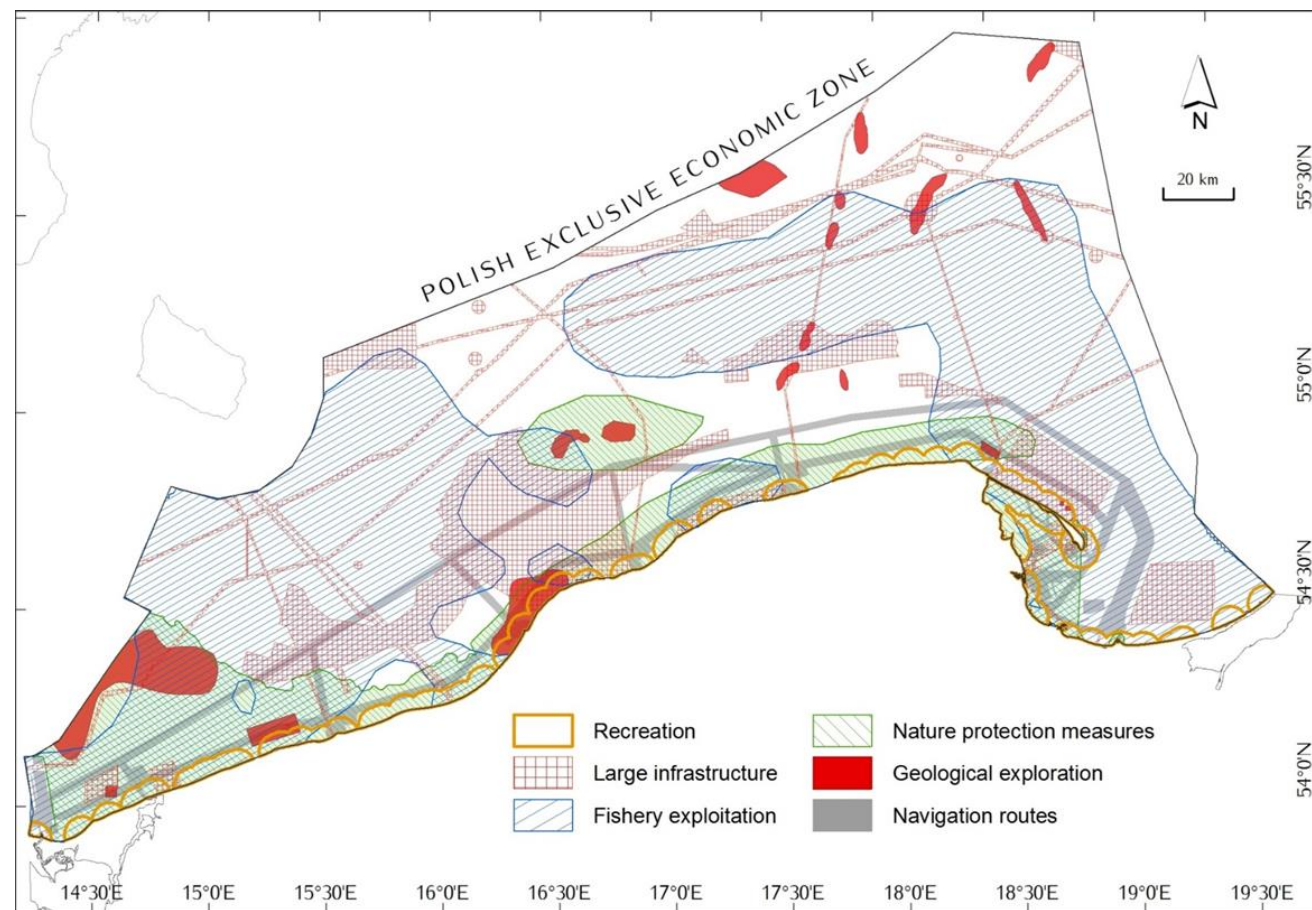 POLISH EXCLUSIVE ECONOMIC ZONE
N
20 km
55°30'N
55°0'N
54°30'N
54°0'N
Recreation
Large infrastructure
Fishery exploitation
Nature protection measures
Geological exploration
Navigation routes
14°30'E 15°0'E 15°30'E 16°0'E 16°30'E 17°0'E 17°30'E 18°0'E 18°30'E 19°0'E 19°30'E